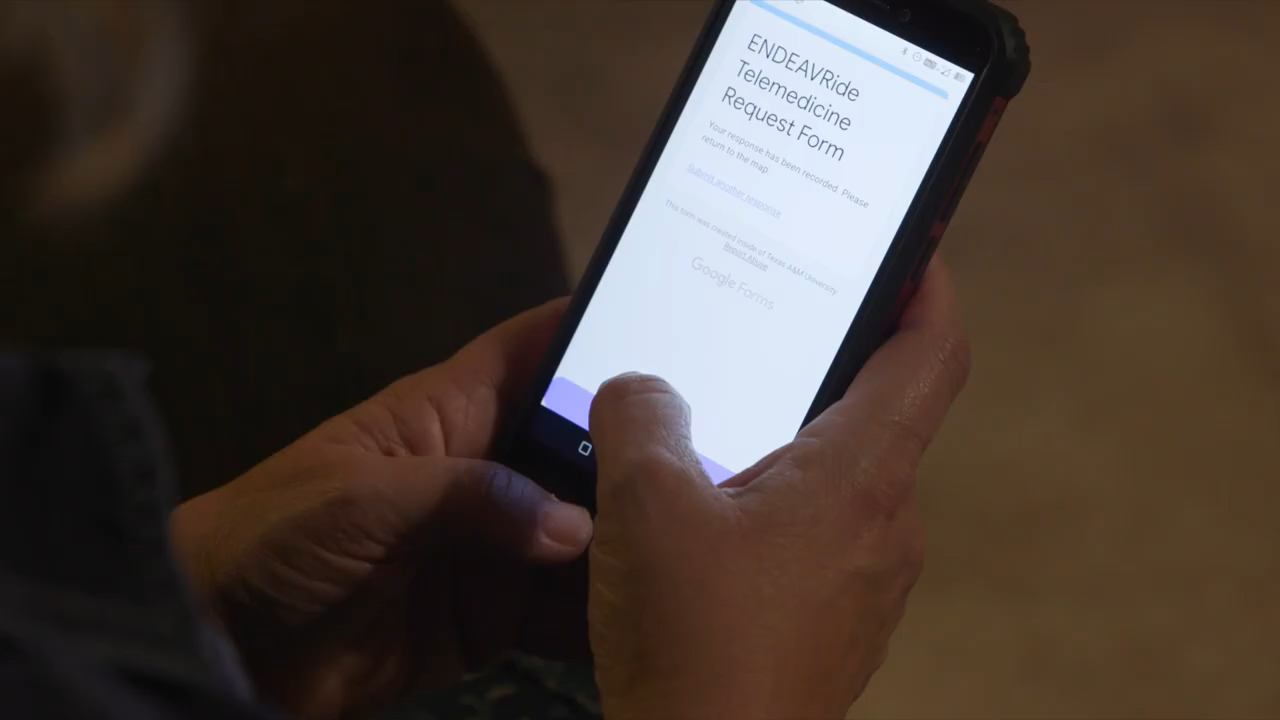 ENDEAVRide
Telemedicine
Request Form
Your response has been recorded. Please
return to the map.
Submit another response
This form was created inside of Texas A&M University.
Report Abuse
Google Forms